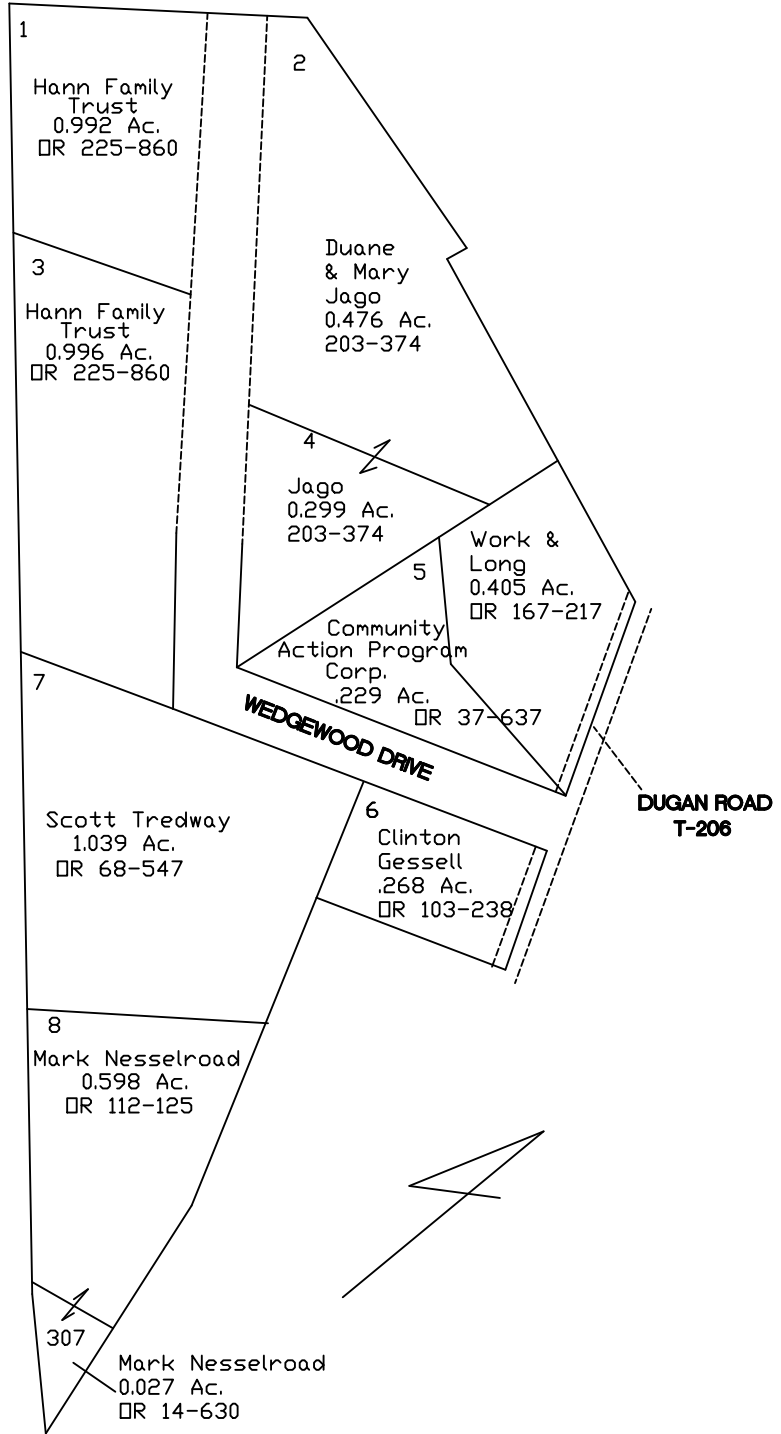 1
Hann Family
Trust
0.992 Ac.
OR 225-860
2
Duane
& Mary
Jago
0.476 Ac.
203-374
3
Hann Family
Trust
0.996 Ac.
OR 225-860
4
Jago
0.299 Ac.
203-374
Work &
Long
0.405 Ac.
OR 167-217
5
Community
Action Program
Corp.
.229 Ac.
OR 37-637
WEDGEWOOD DRIVE
DUGAN ROAD
T-206
7
Scott Tredway
1.039 Ac.
OR 68-547
6
Clinton
Gessell
.268 Ac.
OR 103-238
8
Mark Nesselroad
0.598 Ac.
OR 112-125
307
Mark Nesselroad
0.027 Ac.
OR 14-630